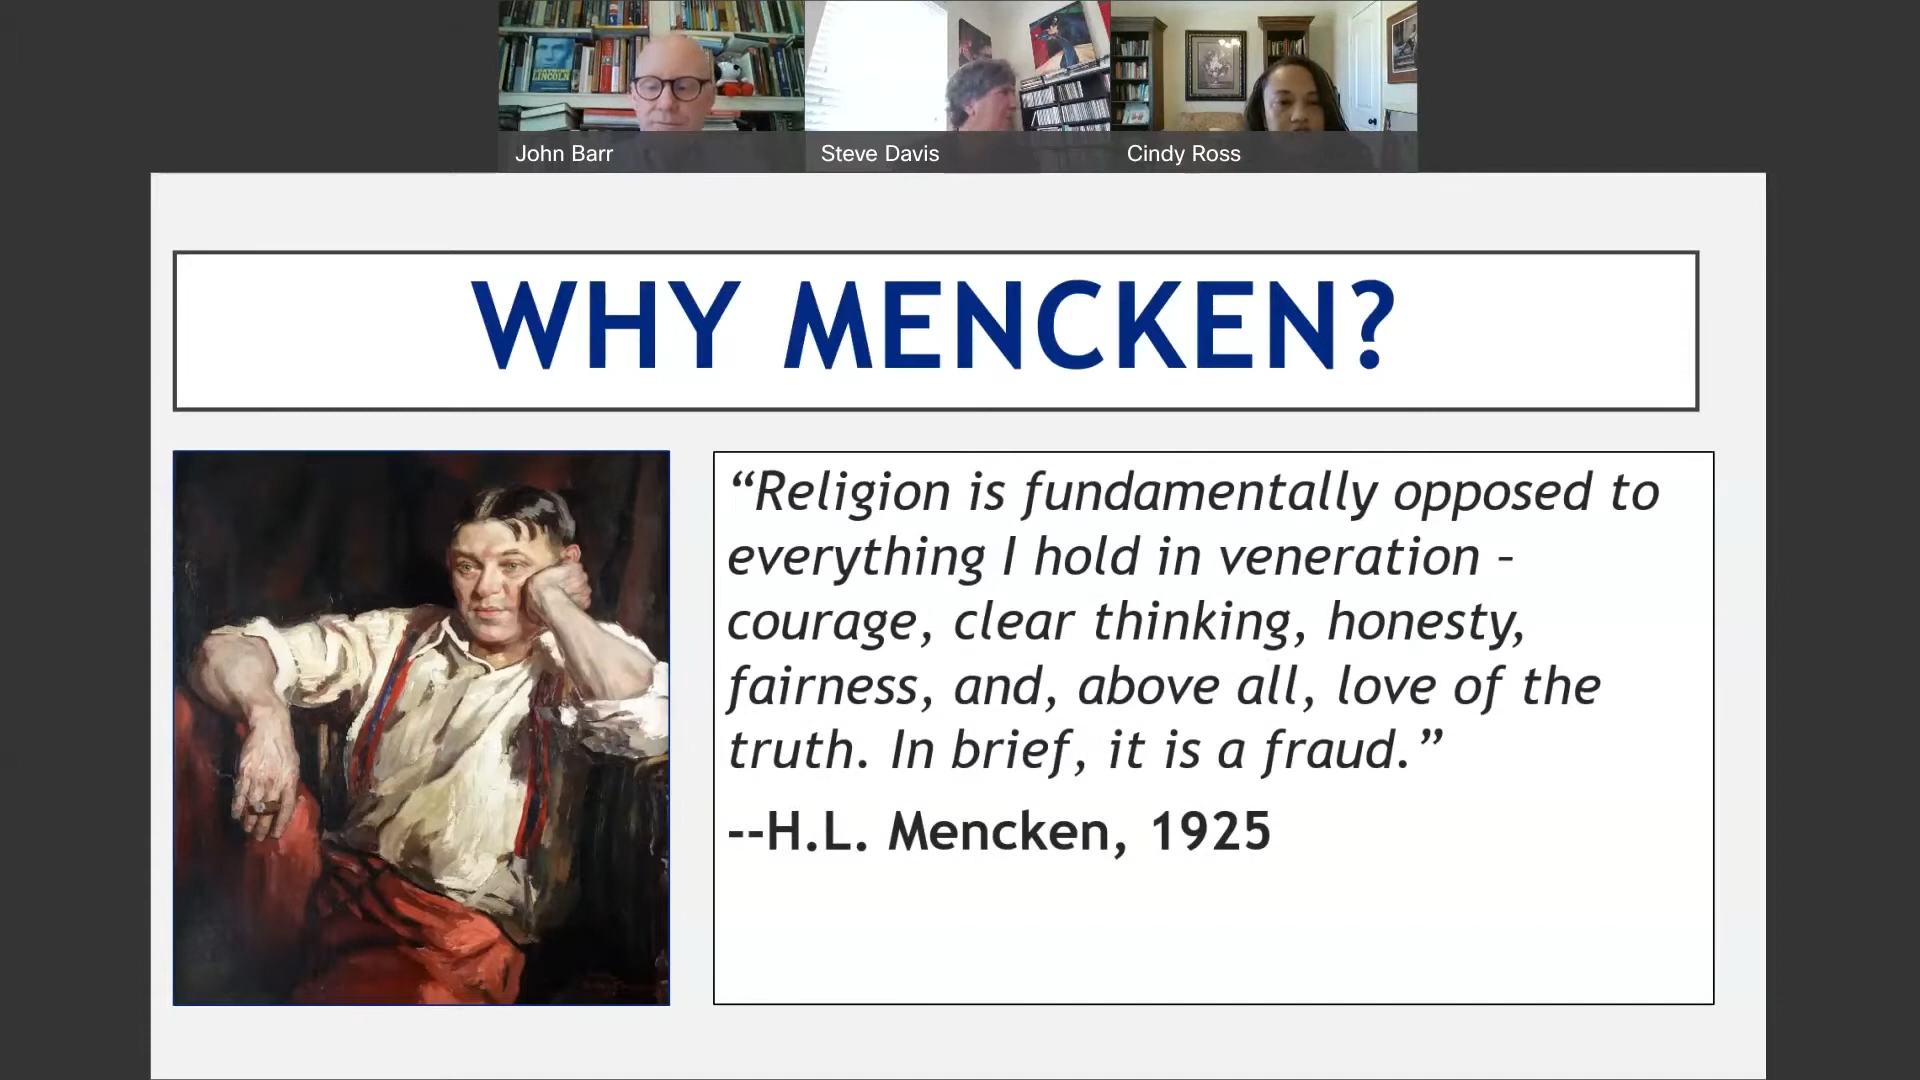 LINCOLN
John Barr
Steve Davis
Cindy Ross
WHY MENCKEN?
“Religion is fundamentally opposed to
everything I hold in veneration –
courage, clear thinking, honesty,
fairness, and, above all, love of the
truth. In brief, it is a fraud.”
--H.L. Mencken, 1925